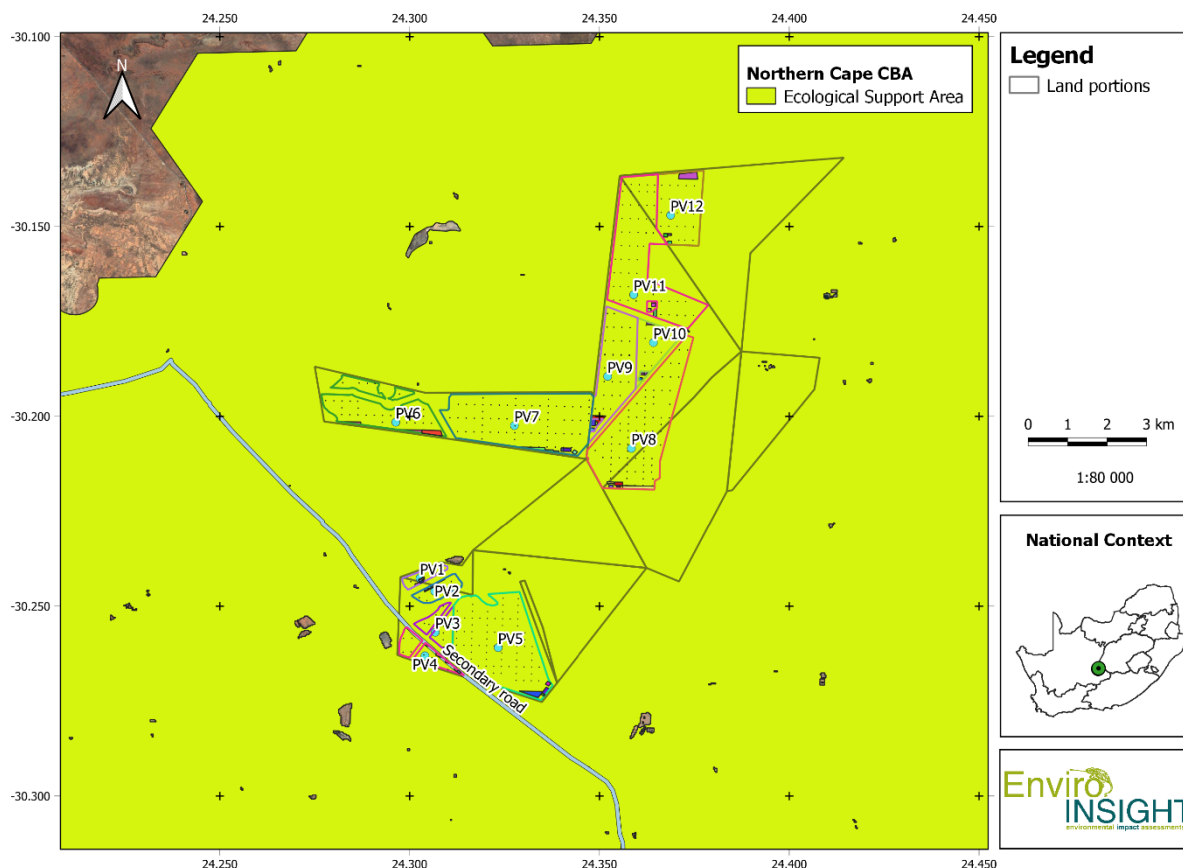 24.250 24.300 24.350 24.400 24.450
-30.100
-30.150
-30.200
-30.250
-30.300
N
Northern Cape CBA
Ecological Support Area
PV12
PV11
PV10
PV9
PV8
PV7
PV6
PV1
PV2
PV3
PV4
PV5
Secondary road
24.250 24.300 24.350 24.400 24.450
Legend
Land portions
0 1 2 3 km
1:80 000
National Context
Enviro
INSIGHT
environmental impact assessments